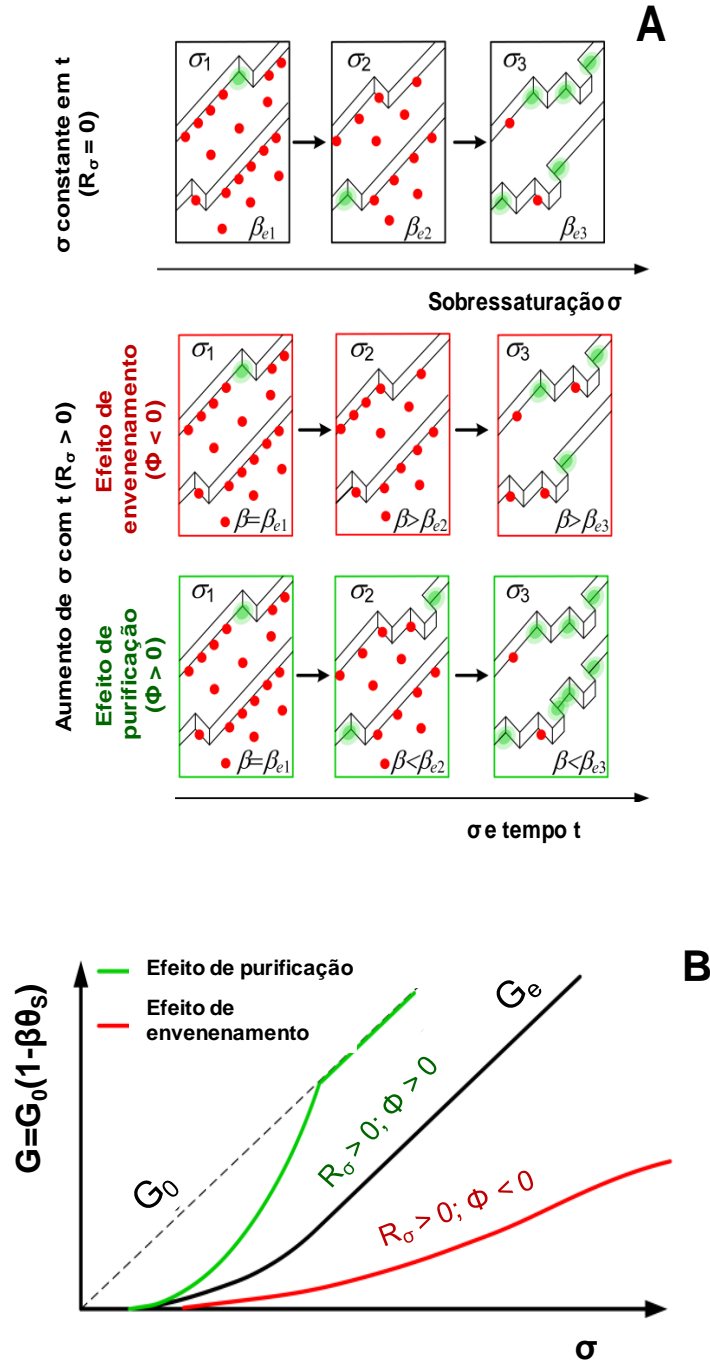 A
σ constante em t
(Rσ = 0)
σ1
σ2
σ3
βe1
βe2
βe3
Sobressaturação σ
Aumento de σ com t (Rσ > 0)
Efeito de
envenenamento
(Φ < 0)
σ1
σ2
σ3
β=βe1
β>βe2
β>βe3
Efeito de
purificação
(Φ > 0)
σ1
σ2
σ3
β=βe1
β<βe2
β<βe3
σ e tempo t
B
G=G0(1-βθS)
Efeito de purificação
Efeito de
envenenamento
G0
Ge
Rσ > 0; Φ > 0
Rσ > 0; Φ < 0
σ